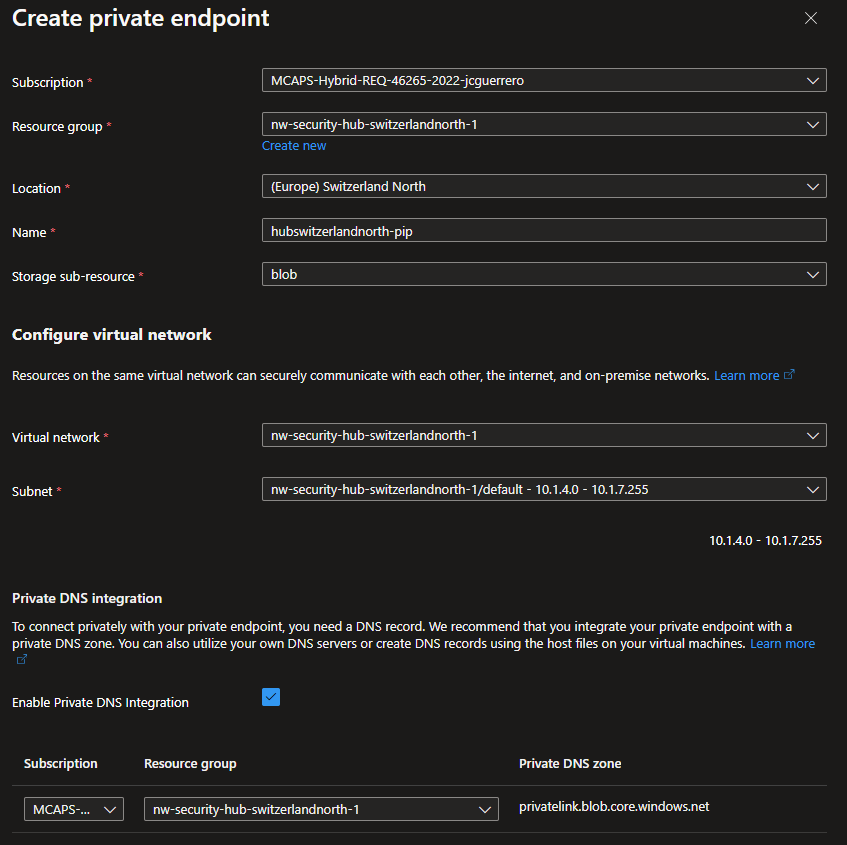 Create private endpoint
Subscription *
MCAPS-Hybrid-REQ-46265-2022-jcguerrero
Resource group *
nw-security-hub-switzerlandnorth-1
Create new
Location *
(Europe) Switzerland North
Name *
hubswitzerlandnorth-pip
Storage sub-resource *
blob
Configure virtual network
Resources on the same virtual network can securely communicate with each other, the internet, and on-premise networks. Learn more
Virtual network *
nw-security-hub-switzerlandnorth-1
Subnet *
nw-security-hub-switzerlandnorth-1/default - 10.1.4.0 - 10.1.7.255
10.1.4.0 - 10.1.7.255
Private DNS integration
To connect privately with your private endpoint, you need a DNS record. We recommend that you integrate your private endpoint with a
private DNS zone. You can also utilize your own DNS servers or create DNS records using the host files on your virtual machines. Learn more
Enable Private DNS Integration
Subscription Resource group Private DNS zone
MCAPS-... nw-security-hub-switzerlandnorth-1 privatelink.blob.core.windows.net